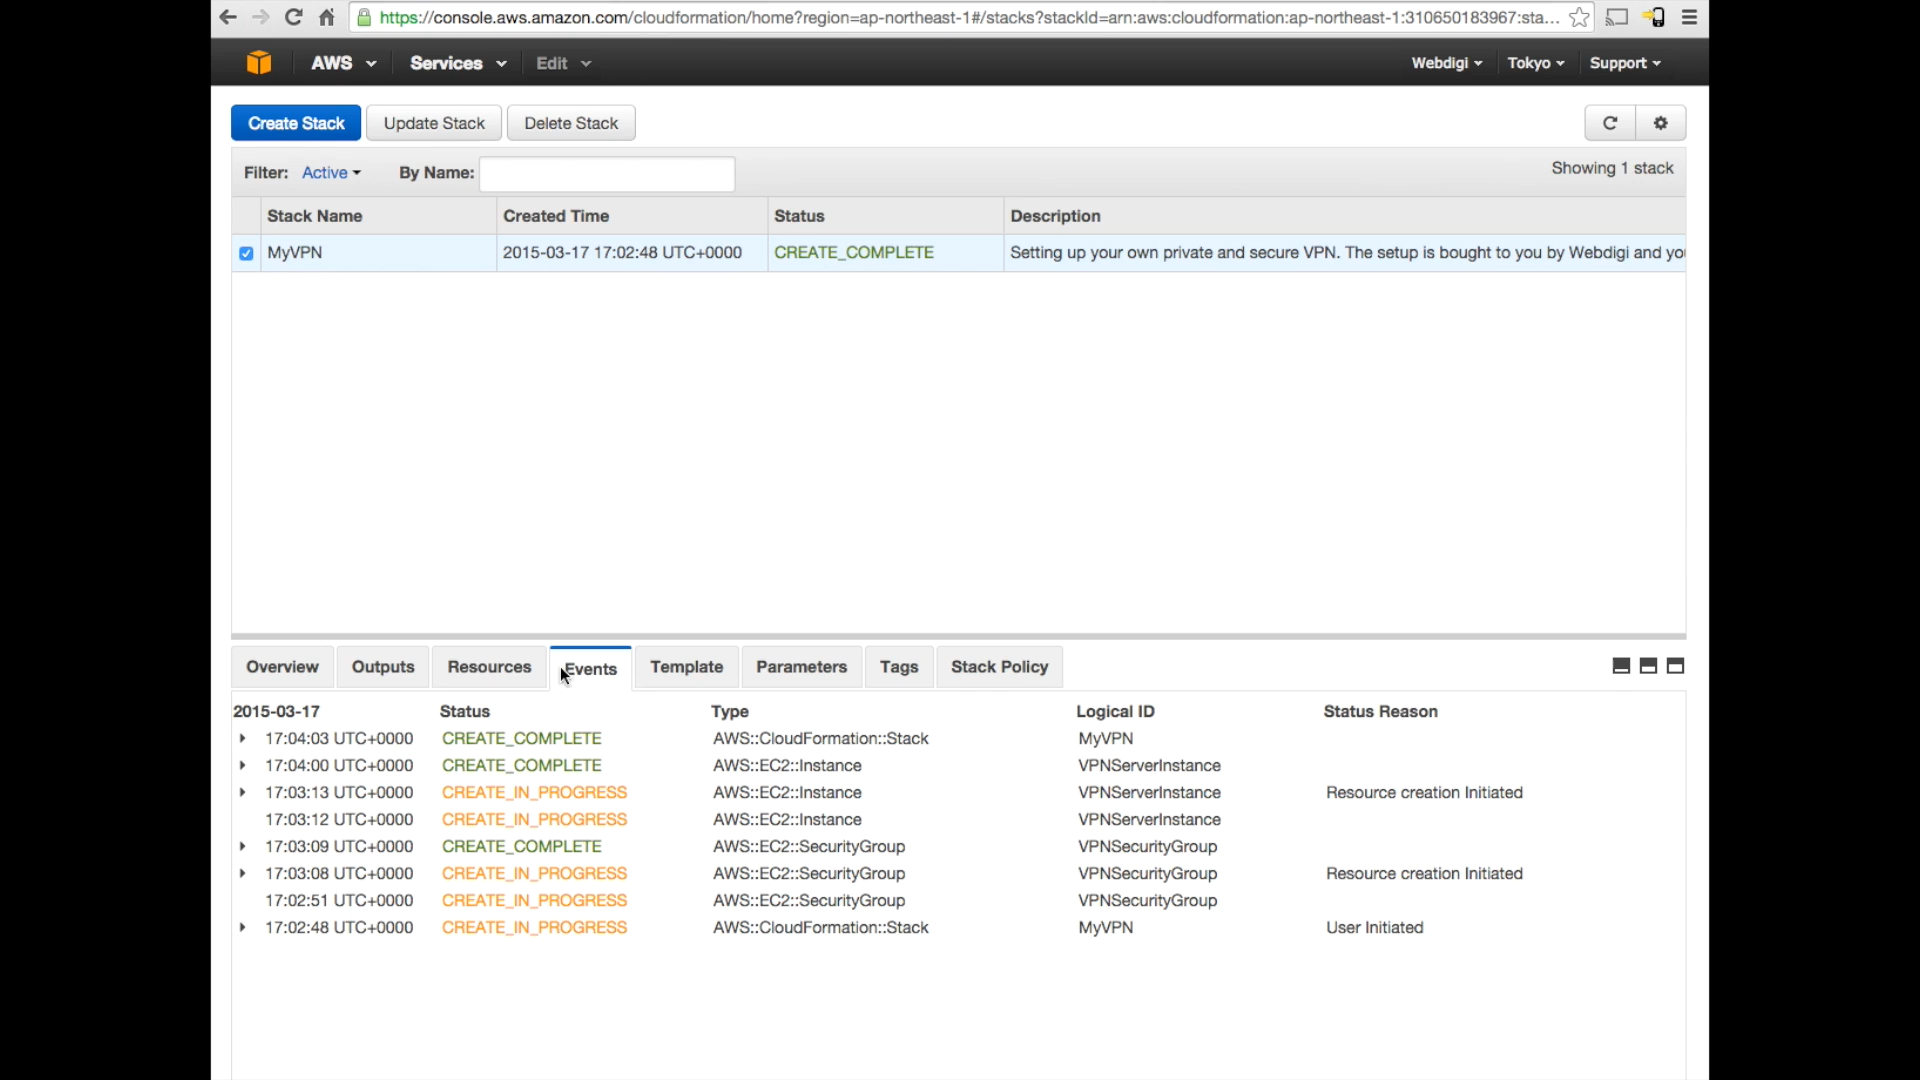 https://console.aws.amazon.com/cloudformation/home?region=ap-northeast-1#/stacks?stackId=arn:aws:cloudformation:ap-northeast-1:310650183967:sta...
AWS Services Edit Webdigi Tokyo Support
Create Stack Update Stack Delete Stack
Filter: Active By Name: Showing 1 stack
Stack Name Created Time Status Description
MyVPN 2015-03-17 17:02:48 UTC+0000 CREATE_COMPLETE Setting up your own private and secure VPN. The setup is bought to you by Webdigi and yo
Overview Outputs Resources Events Template Parameters Tags Stack Policy
2015-03-17 Status Type Logical ID Status Reason
17:04:03 UTC+0000 CREATE_COMPLETE AWS::CloudFormation::Stack MyVPN
17:04:00 UTC+0000 CREATE_COMPLETE AWS::EC2::Instance VPNServerInstance
17:03:13 UTC+0000 CREATE_IN_PROGRESS AWS::EC2::Instance VPNServerInstance Resource creation Initiated
17:03:12 UTC+0000 CREATE_IN_PROGRESS AWS::EC2::Instance VPNServerInstance
17:03:09 UTC+0000 CREATE_COMPLETE AWS::EC2::SecurityGroup VPNSecurityGroup
17:03:08 UTC+0000 CREATE_IN_PROGRESS AWS::EC2::SecurityGroup VPNSecurityGroup Resource creation Initiated
17:02:51 UTC+0000 CREATE_IN_PROGRESS AWS::EC2::SecurityGroup VPNSecurityGroup
17:02:48 UTC+0000 CREATE_IN_PROGRESS AWS::CloudFormation::Stack MyVPN User Initiated